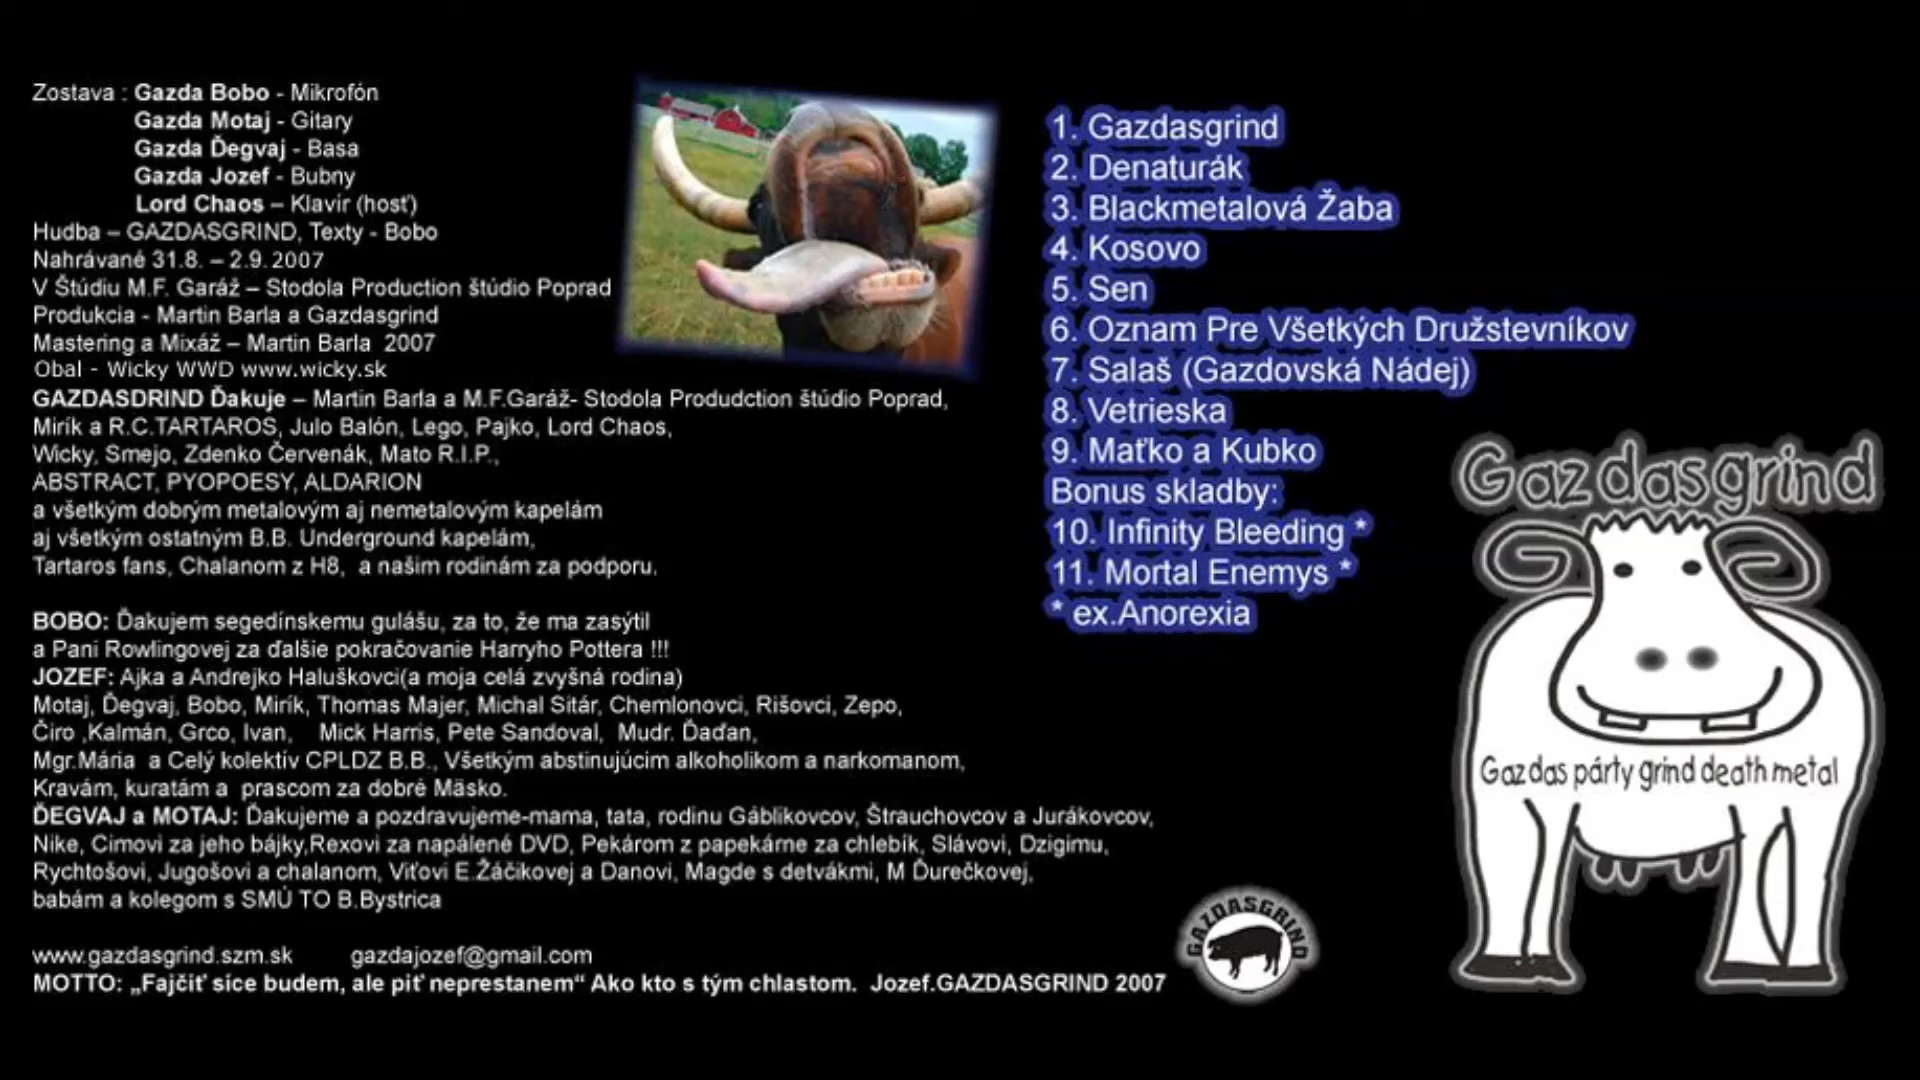 Zostava : Gazda Bobo - Mikrofón
Gazda Motaj - Gitary
Gazda Ďegvaj - Basa
Gazda Jozef - Bubny
Lord Chaos – Klavír (hosť)
Hudba – GAZDASGRIND, Texty - Bobo
Nahrávané 31.8. – 2.9.2007
V Štúdiu M.F. Garáž – Stodola Production štúdio Poprad
Produkcia - Martin Barla a Gazdasgrind
Mastering a Mixáž – Martin Barla 2007
Obal - Wicky WWD www.wicky.sk
GAZDASDRIND Ďakuje – Martin Barla a M.F.Garáž- Stodola Produdction štúdio Poprad,
Mirík a R.C.TARTAROS, Julo Balón, Lego, Pajko, Lord Chaos,
Wicky, Smejo, Zdenko Červenák, Mato R.I.P.,
ABSTRACT, PYOPOESY, ALDARION
a všetkým dobrým metalovým aj nemetalovým kapelám
aj všetkým ostatným B.B. Underground kapelám,
Tartaros fans, Chalanom z H8, a našim rodinám za podporu.
BOBO: Ďakujem segedínskemu gulášu, za to, že ma zasýtil
a Pani Rowlingovej za ďalšie pokračovanie Harryho Pottera !!!
JOZEF: Ajka a Andrejko Haluškovci(a moja celá zvyšná rodina)
Motaj, Ďegvaj, Bobo, Mirík, Thomas Majer, Michal Sitár, Chemlonovci, Rišovci, Zepo,
Čiro ,Kalmán, Grco, Ivan, Mick Harris, Pete Sandoval, Mudr. Ďaďan,
Mgr.Mária a Celý kolektív CPLDZ B.B., Všetkým abstinujúcim alkoholikom a narkomanom,
Kravám, kuratám a prascom za dobré Mäsko.
ĎEGVAJ a MOTAJ: Ďakujeme a pozdravujeme-mama, tata, rodinu Gáblikovcov, Štrauchovcov a Jurákovcov,
Nike, Cimovi za jeho bájky,Rexovi za napálené DVD, Pekárom z papekárne za chlebík, Slávovi, Dzigimu,
Rychtošovi, Jugošovi a chalanom, Viťovi E.Žáčikovej a Danovi, Magde s detvákmi, M Ďurečkovej,
babám a kolegom s SMÚ TO B.Bystrica
www.gazdasgrind.szm.sk gazdajozef@gmail.com
MOTTO: „Fajčiť síce budem, ale piť neprestanem“ Ako kto s tým chlastom. Jozef.GAZDASGRIND 2007
1. Gazdasgrind
2. Denaturák
3. Blackmetalová Žaba
4. Kosovo
5. Sen
6. Oznam Pre Všetkých Družstevníkov
7. Salaš (Gazdovská Nádej)
8. Vetrieska
9. Maťko a Kubko
Bonus skladby:
10. Infinity Bleeding *
11. Mortal Enemys *
* ex.Anorexia
Gazdasgrind
Gazdas párty grind death metal
GAZDASGRIND